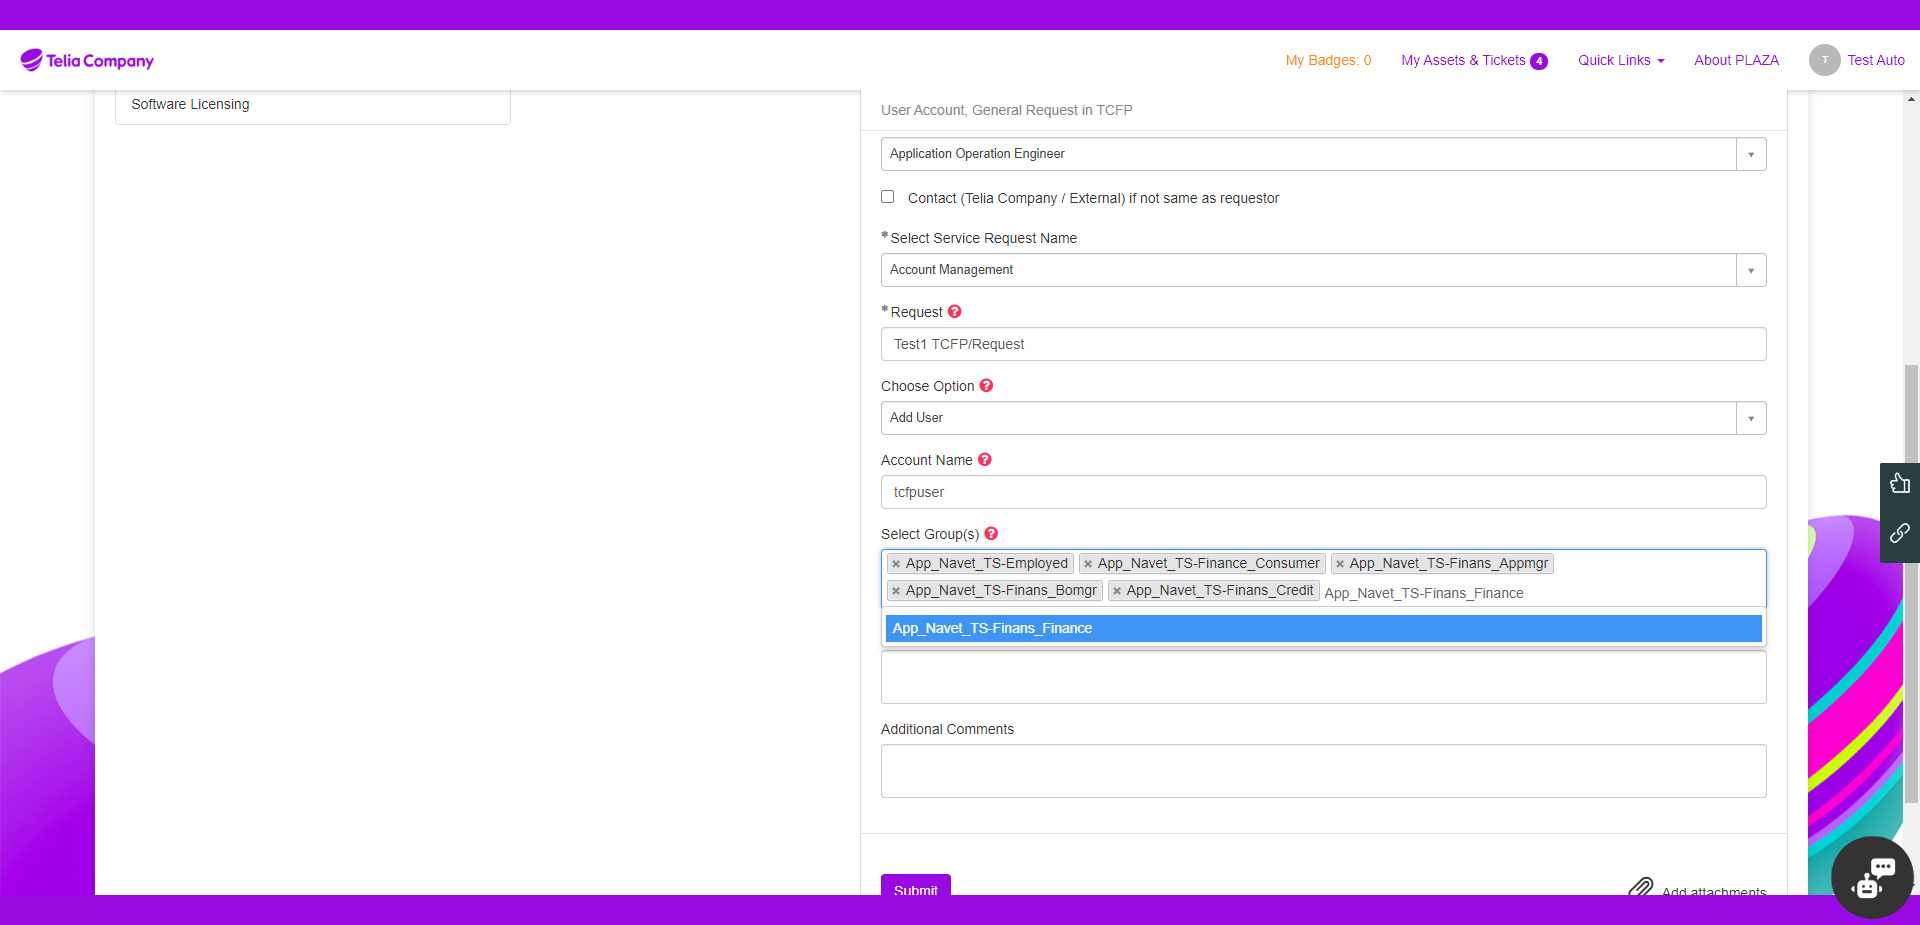 Telia Company
My Badges: 0
My Assets & Tickets 4
Quick Links
About PLAZA
T
Test Auto
Software Licensing
User Account, General Request in TCFP
Application Operation Engineer
Contact (Telia Company / External) if not same as requestor
*Select Service Request Name
Account Management
*Request ?
Test1 TCFP/Request
Choose Option ?
Add User
Account Name ?
tcfpuser
Select Group(s) ?
× App_Navet_TS-Employed × App_Navet_TS-Finance_Consumer × App_Navet_TS-Finans_Appmgr
× App_Navet_TS-Finans_Bomgr × App_Navet_TS-Finans_Credit App_Navet_TS-Finans_Finance
App_Navet_TS-Finans_Finance
Additional Comments
Submit
Add attachments